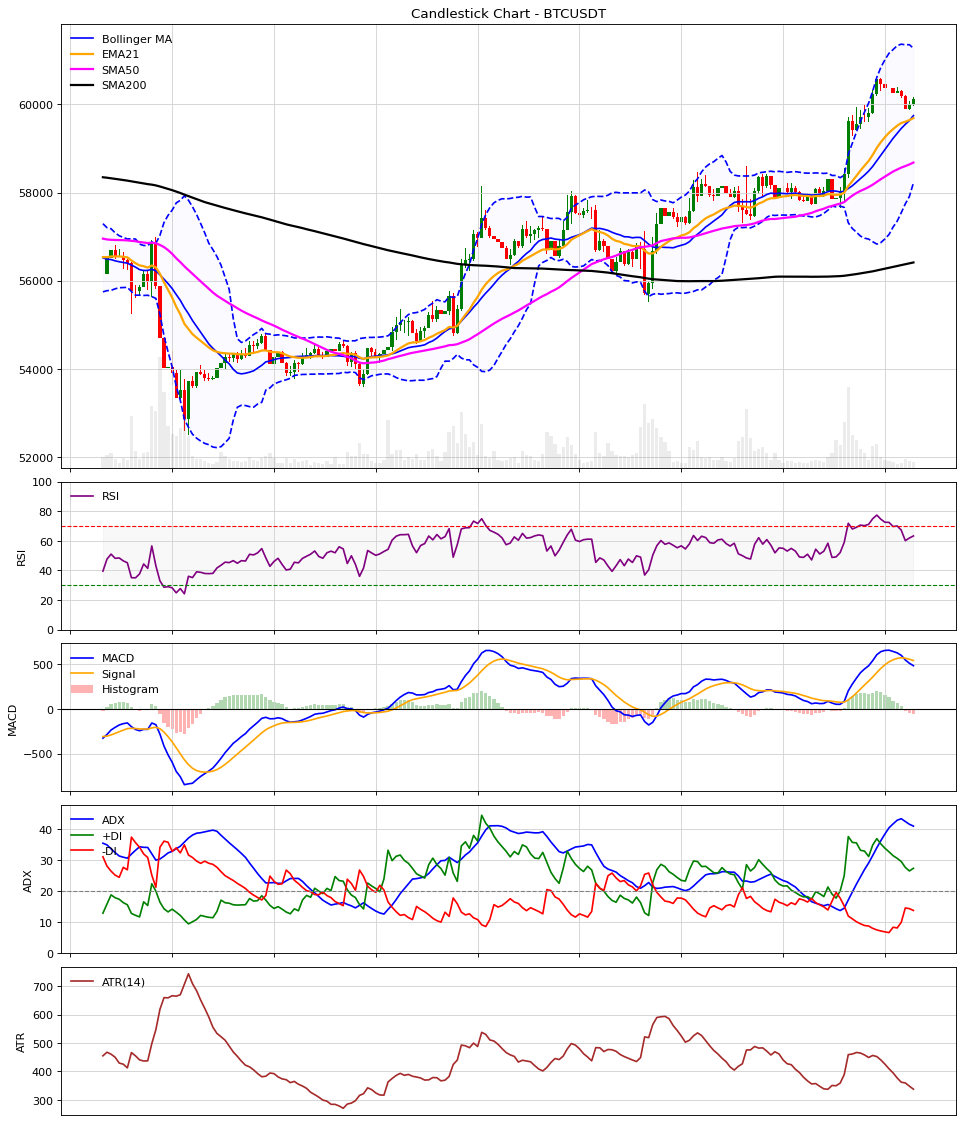 Candlestick Chart - BTCUSDT
Bollinger MA
EMA21
SMA50
SMA200
60000
58000
56000
54000
52000
100
80
60
40
20
0
RSI
RSI
500
0
−500
MACD
MACD
Signal
Histogram
40
30
20
10
0
ADX
ADX
+DI
-DI
700
600
500
400
300
ATR
ATR(14)